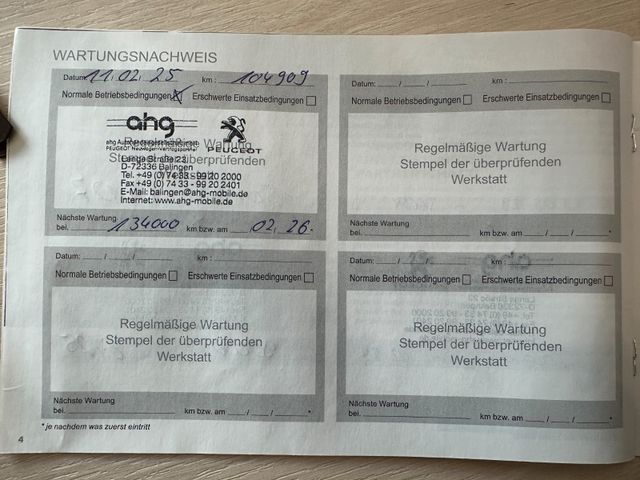 WARTUNGSNACHWEIS
Datum: 11.02.25 km: 104909
Normale Betriebsbedingungen Erschwerte Einsatzbedingungen
ahg PEUGEOT
Lange Straße 23
D-72336 Balingen
Tel. +49 (0) 74 33 - 99 20 2000
Fax +49 (0) 74 33 - 99 20 2401
E-Mail: balingen@ahg-mobile.de
Internet: www.ahg-mobile.de
Nächste Wartung
bei. 134000 km bzw. am 02.26.
Datum: / / km :
Normale Betriebsbedingungen Erschwerte Einsatzbedingungen
Regelmäßige Wartung
Stempel der überprüfenden
Werkstatt
Nächste Wartung
bei. km bzw. am / / *
Datum: / / km :
Normale Betriebsbedingungen Erschwerte Einsatzbedingungen
Regelmäßige Wartung
Stempel der überprüfenden
Werkstatt
Nächste Wartung
bei. km bzw. am / / *
Datum: / / km :
Normale Betriebsbedingungen Erschwerte Einsatzbedingungen
Regelmäßige Wartung
Stempel der überprüfenden
Werkstatt
Nächste Wartung
bei. km bzw. am / / *
* je nachdem was zuerst eintritt
4